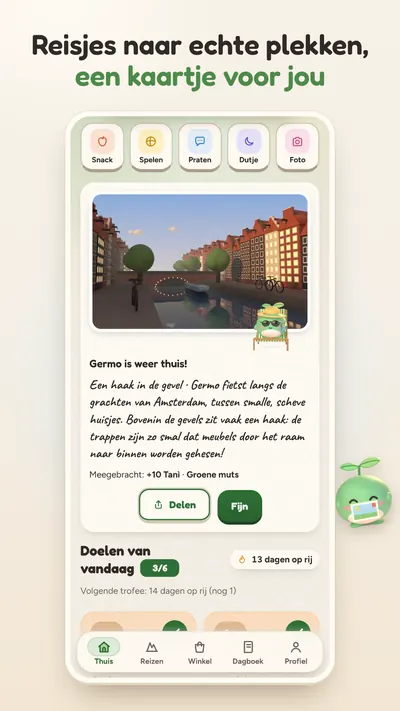 Reisjes naar echte plekken,
een kaartje voor jou
Snack
Spelen
Praten
Dutje
Foto
Germo is weer thuis!
Een haak in de gevel · Germo fietst langs de
grachten van Amsterdam, tussen smalle, scheve
huisjes. Bovenin de gevels zit vaak een haak: de
trappen zijn zo smal dat meubels door het raam
naar binnen worden gehesen!
Meegebracht: +10 Tani · Groene muts
Delen
Fijn
Doelen van
vandaag 3/6
13 dagen op rij
Volgende trofee: 14 dagen op rij (nog 1)
Thuis
Reizen
Winkel
Dagboek
Profiel